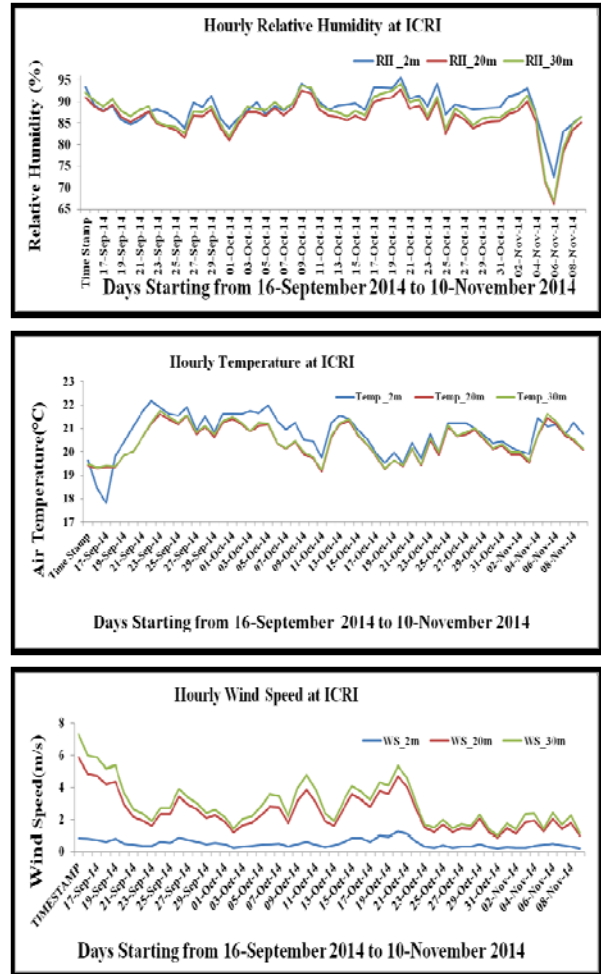 Hourly Relative Humidity at ICRI
RH _2m
RH_20m
RH_30m
Relative Humidity (%)
95
90
85
80
75
70
65
Time Stamp
17-Sep-14
19-Sep-14
21-Sep-14
23-Sep-14
25-Sep-14
27-Sep-14
29-Sep-14
01-Oct-14
03-Oct-14
05-Oct-14
07-Oct-14
09-Oct-14
11-Oct-14
13-Oct-14
15-Oct-14
17-Oct-14
19-Oct-14
21-Oct-14
23-Oct-14
25-Oct-14
27-Oct-14
29-Oct-14
31-Oct-14
02-Nov-14
04-Nov-14
06-Nov-14
08-Nov-14
Days Starting from 16-September 2014 to 10-November 2014
Hourly Temperature at ICRI
Temp_2m
Temp_20m
Temp_30m
Air Temperature(°C)
23
22
21
20
19
18
17
Time Stamp
17-Sep-14
19-Sep-14
21-Sep-14
23-Sep-14
25-Sep-14
27-Sep-14
29-Sep-14
01-Oct-14
03-Oct-14
05-Oct-14
07-Oct-14
09-Oct-14
11-Oct-14
13-Oct-14
15-Oct-14
17-Oct-14
19-Oct-14
21-Oct-14
23-Oct-14
25-Oct-14
27-Oct-14
29-Oct-14
31-Oct-14
02-Nov-14
04-Nov-14
06-Nov-14
08-Nov-14
Days Starting from 16-September 2014 to 10-November 2014
Hourly Wind Speed at ICRI
WS_2m
WS_20m
WS_30m
Wind Speed(m/s)
8
6
4
2
0
TIMESTAMP
17-Sep-14
19-Sep-14
21-Sep-14
23-Sep-14
25-Sep-14
27-Sep-14
29-Sep-14
01-Oct-14
03-Oct-14
05-Oct-14
07-Oct-14
09-Oct-14
11-Oct-14
13-Oct-14
15-Oct-14
17-Oct-14
19-Oct-14
21-Oct-14
23-Oct-14
25-Oct-14
27-Oct-14
29-Oct-14
31-Oct-14
02-Nov-14
04-Nov-14
06-Nov-14
08-Nov-14
Days Starting from 16-September 2014 to 10-November 2014